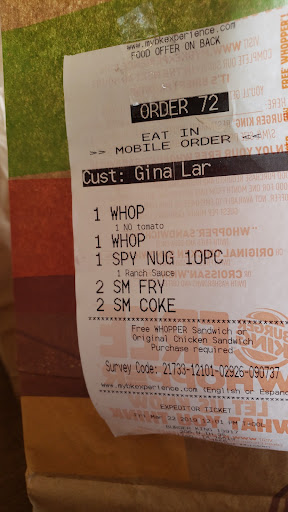 www.mybkexperience.com
FOOD OFFER ON BACK
ORDER 72
EAT IN
>> MOBILE ORDER <<
Cust: Gina Lar
1 WHOP
1 NO tomato
1 WHOP
1 SPY NUG 10PC
1 Ranch Sauce
2 SM FRY
2 SM COKE
Free WHOPPER Sandwich or
Original Chicken Sandwich
Purchase required
Survey Code: 21733-12101-02926-090737
www.mybkexperience.com (English or Espan
EXPEDITOR TICKET